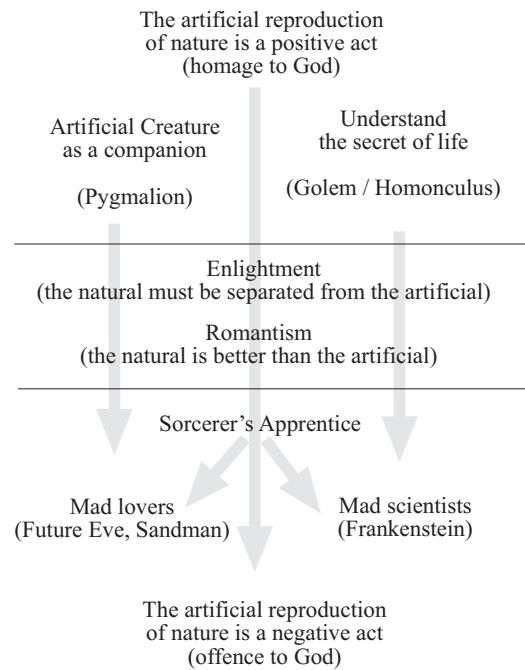 The artificial reproduction
of nature is a positive act
(homage to God)
Artificial Creature
as a companion
(Pygmalion)
Understand
the secret of life
(Golem / Homonculus)
Enlightment
(the natural must be separated from the artificial)
Romantism
(the natural is better than the artificial)
Sorcerer's Apprentice
Mad lovers
(Future Eve, Sandman)
Mad scientists
(Frankenstein)
The artificial reproduction
of nature is a negative act
(offence to God)